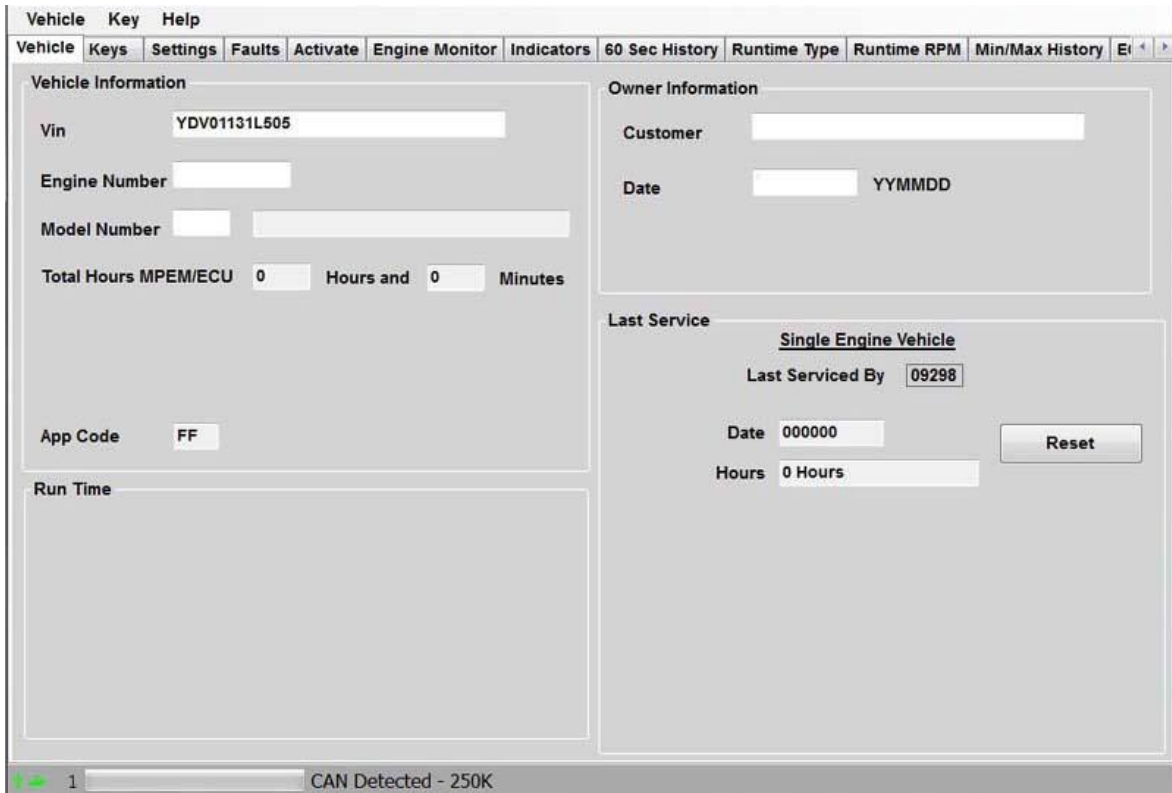 Vehicle Key Help
Vehicle Keys Settings Faults Activate Engine Monitor Indicators 60 Sec History Runtime Type Runtime RPM Min/Max History
Vehicle Information
Vin YDV01131L505
Engine Number
Model Number
Total Hours MPEM/ECU 0 Hours and 0 Minutes
App Code FF
Run Time
Owner Information
Customer
Date YYMMDD
Last Service
Single Engine Vehicle
Last Serviced By 09298
Date 000000
Reset
Hours 0 Hours
1 CAN Detected - 250K